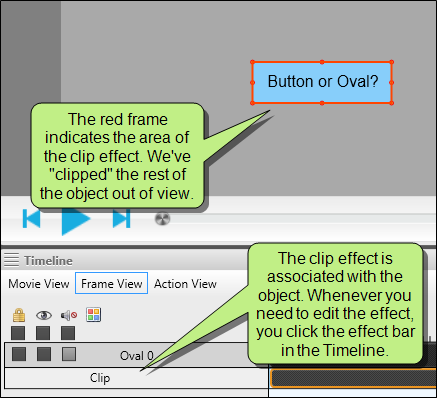 Button or Oval?
The red frame
indicates the area of
the clip effect. We've
"clipped" the rest of
the object out of view.
Timeline
Movie View Frame View Action View
The clip effect is
associated with the
object. Whenever you
need to edit the effect,
you click the effect bar
in the Timeline.
Oval 0
Clip